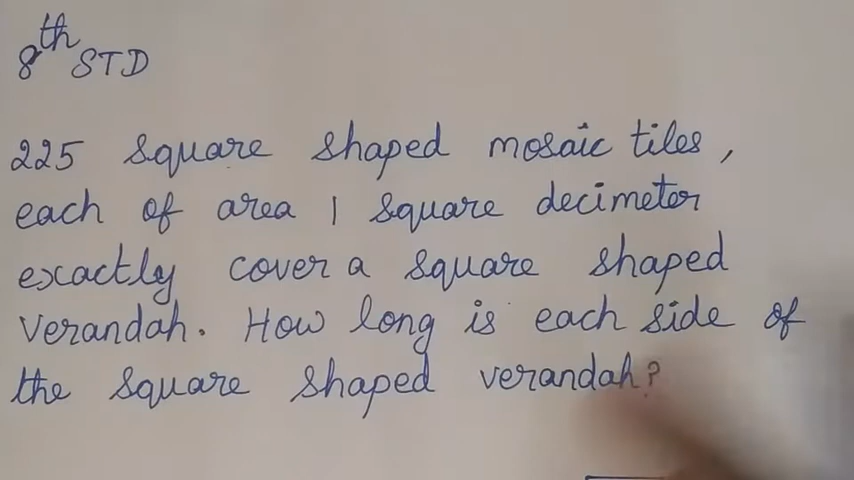 8th STD
225 square shaped mosaic tiles,
each of area 1 square decimeter
exactly cover a square shaped
verandah. How long is each side of
the square shaped verandah?